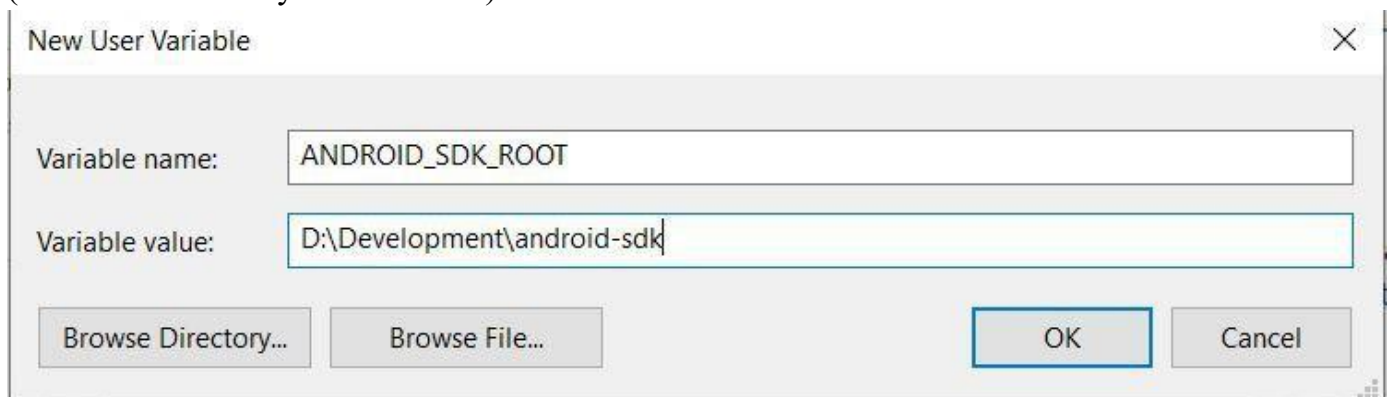 New User Variable
Variable name: ANDROID_SDK_ROOT
Variable value: D:\Development\android-sdk
Browse Directory... Browse File... OK Cancel